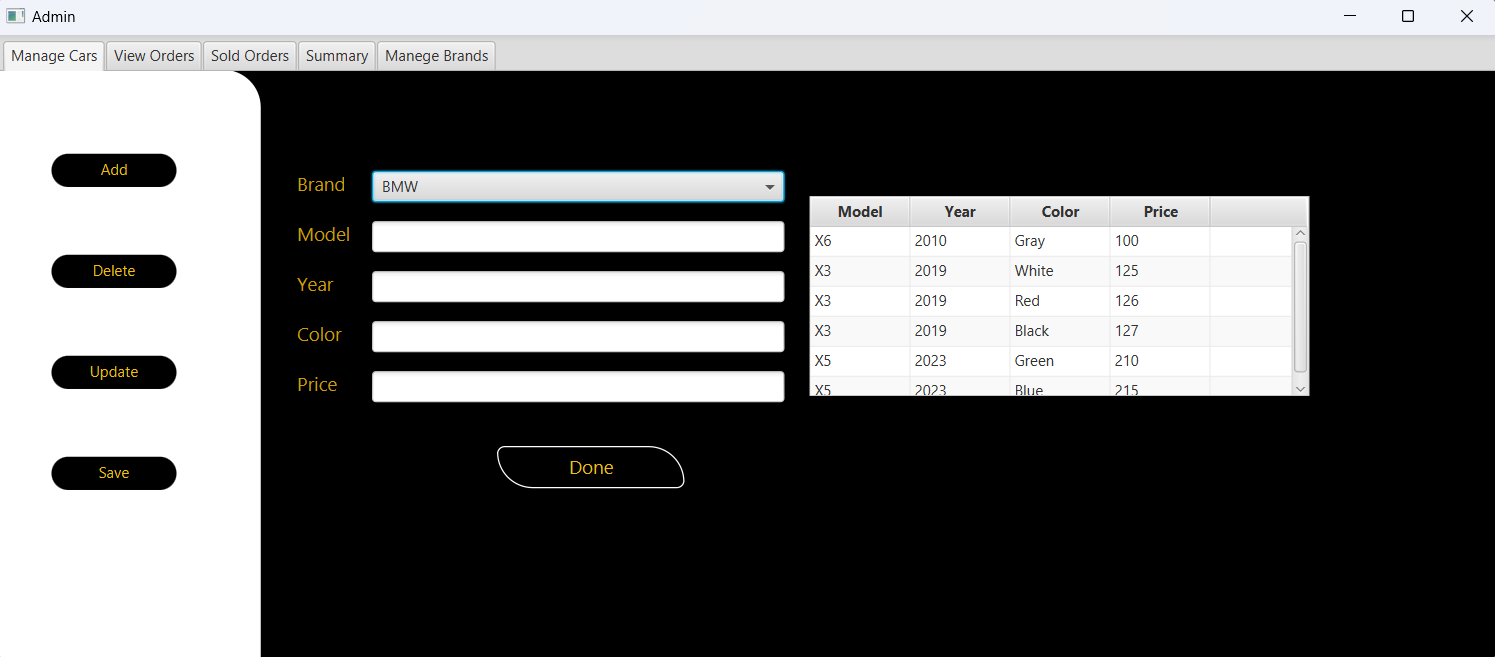 Admin
Manage Cars View Orders Sold Orders Summary Manege Brands
Add
Delete
Update
Save
Brand BMW
Model
Year
Color
Price
Done
Model Year Color Price
X6 2010 Gray 100
X3 2019 White 125
X3 2019 Red 126
X3 2019 Black 127
X5 2023 Green 210
X5 2023 Blue 215